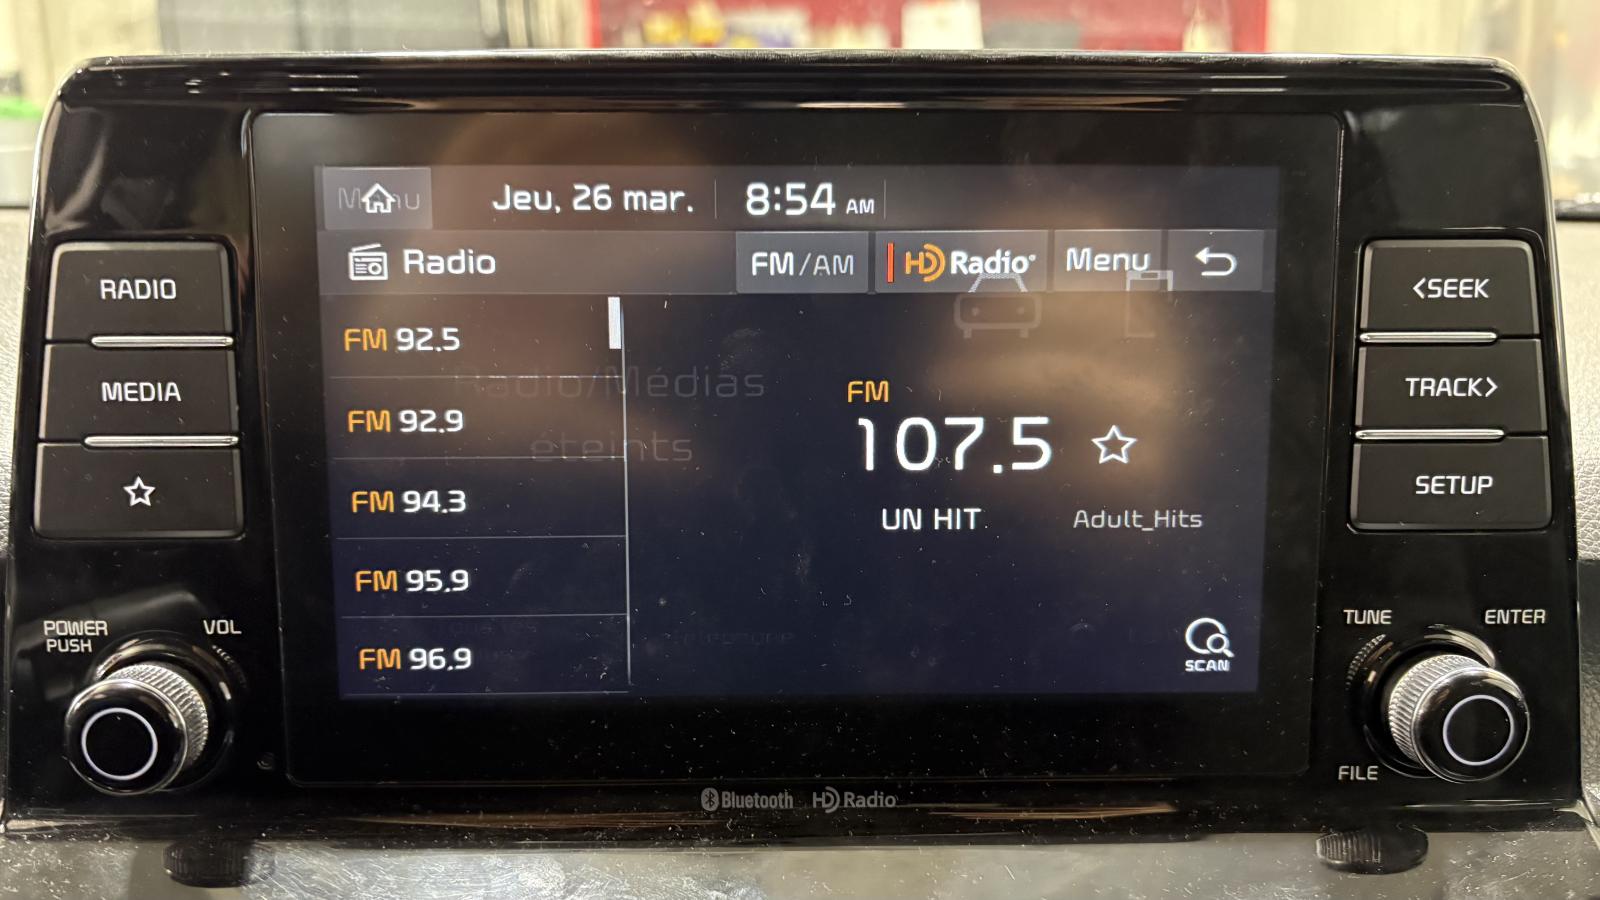 Menu
Jeu, 26 mar.
8:54 AM
Radio
FM/AM
HD Radio
Menu
RADIO
MEDIA
FM 92.5
FM 92.9
FM 94.3
FM 95.9
FM 96.9
Radio/Médias
éteints
FM
107.5
UN HIT
Adult_Hits
SCAN
<SEEK
TRACK>
SETUP
POWER
PUSH
VOL
TUNE
ENTER
FILE
Bluetooth
HD Radio